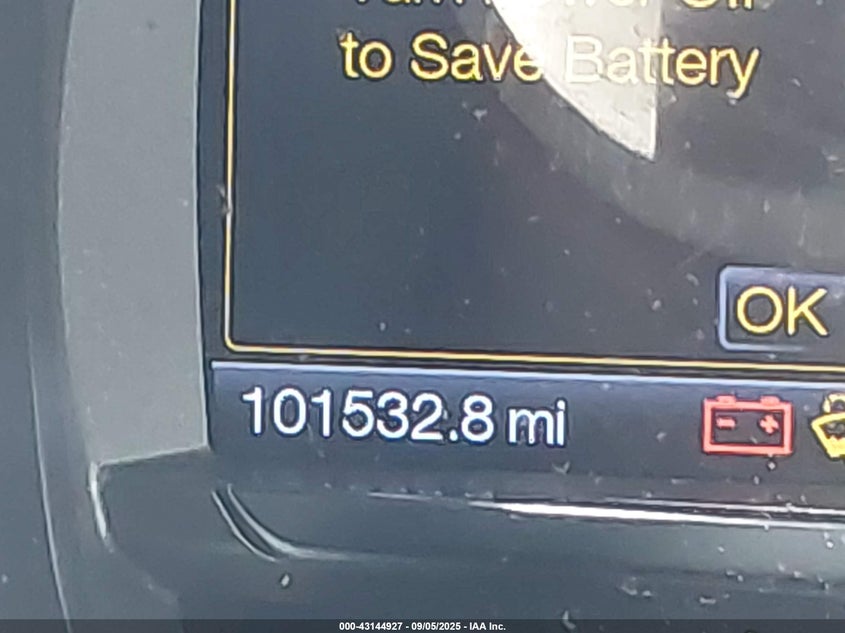 to Save Battery
OK
101532.8 mi
000-43144927 - 09/05/2025 - IAA Inc.